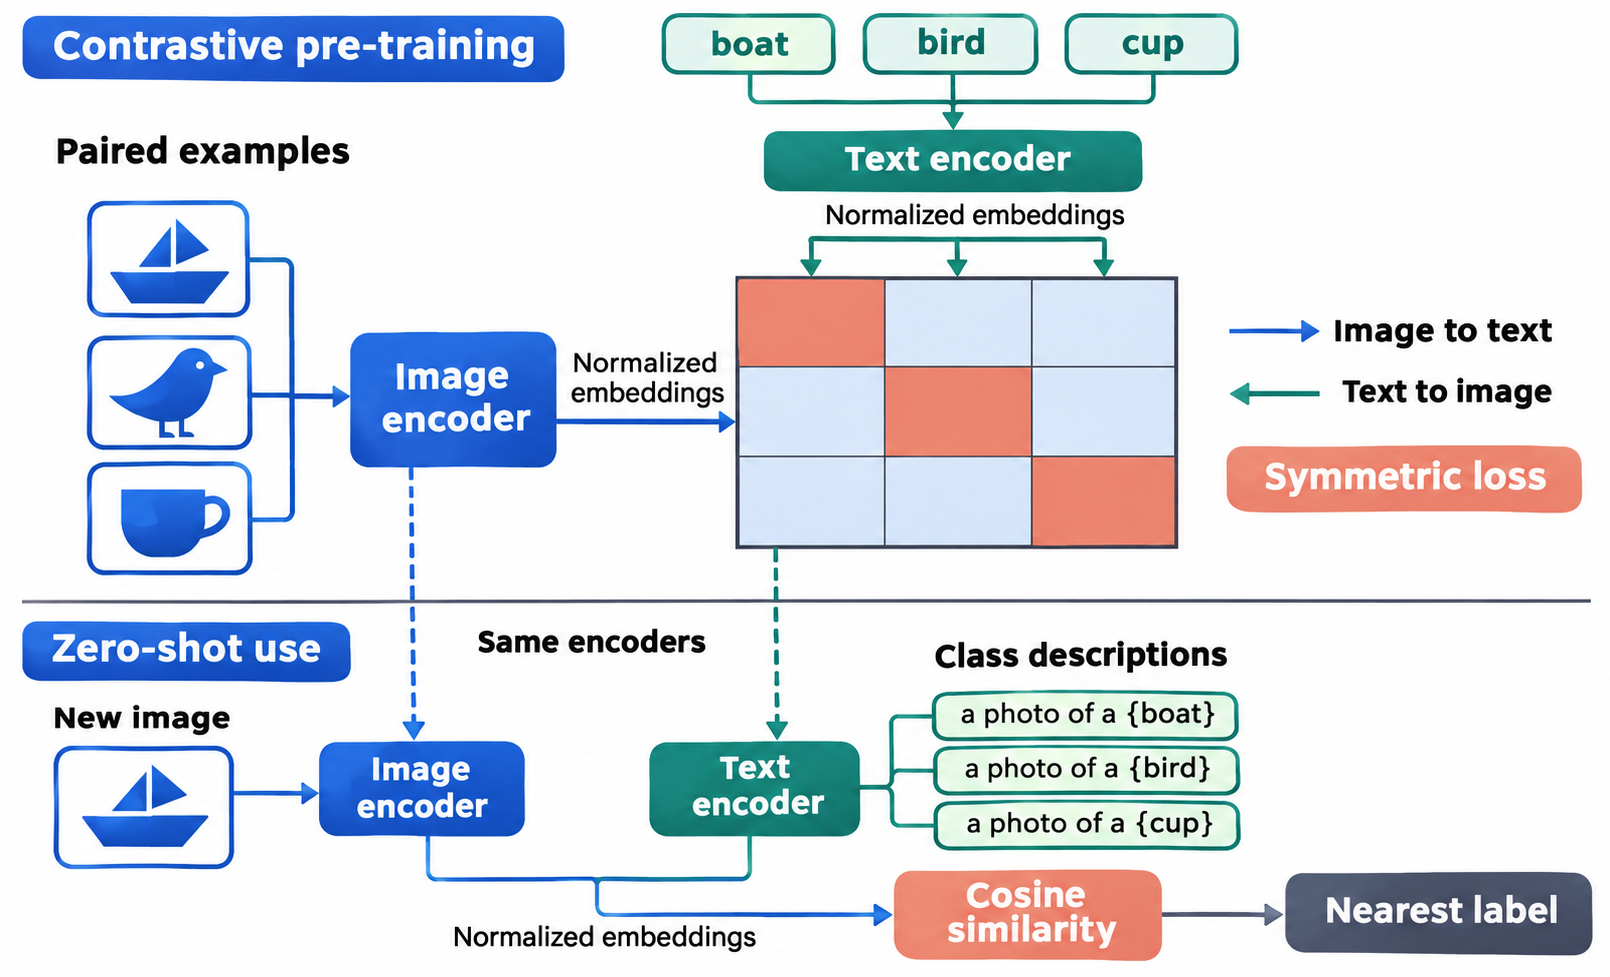 Contrastive pre-training
boat
bird
cup
Text encoder
Paired examples
Normalized embeddings
Image
encoder
Normalized
embeddings
Image to text
Text to image
Symmetric loss
Zero-shot use
Same encoders
Class descriptions
New image
a photo of a {boat}
a photo of a {bird}
a photo of a {cup}
Image
encoder
Text
encoder
Normalized embeddings
Cosine
similarity
Nearest label